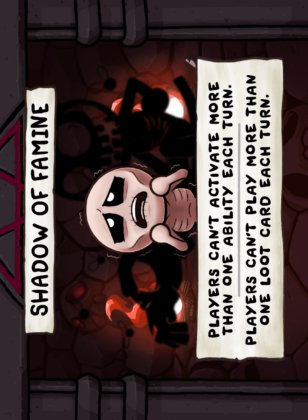 SHADOW OF FAMINE
PLAYERS CAN'T ACTIVATE MORE
THAN ONE ABILITY EACH TURN.
PLAYERS CAN'T PLAY MORE THAN
ONE LOOT CARD EACH TURN.